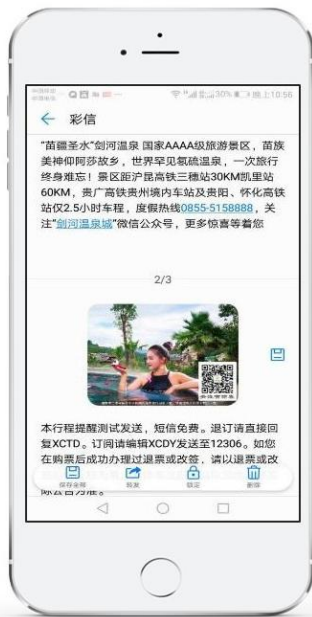 30% 晚上10:56
彩信
"苗疆圣水"剑河温泉 国家AAAA级旅游景区,苗族
美神仰阿莎故乡,世界罕见氡硫温泉,一次旅行
终身难忘!景区距沪昆高铁三穗站30KM凯里站
60KM,贵广高铁贵州境内车站及贵阳、怀化高铁
站仅2.5小时车程,度假热线0855-5158888,关
注"剑河温泉城"微信公众号,更多惊喜等着您
2/3
本行程提醒测试发送,短信免费。退订请直接回
复XCTD。订阅请编辑XCDY发送至12306。如您
在购票后成功办理过退票或改签,请以退票或改
保存全部 转发 锁定 删除